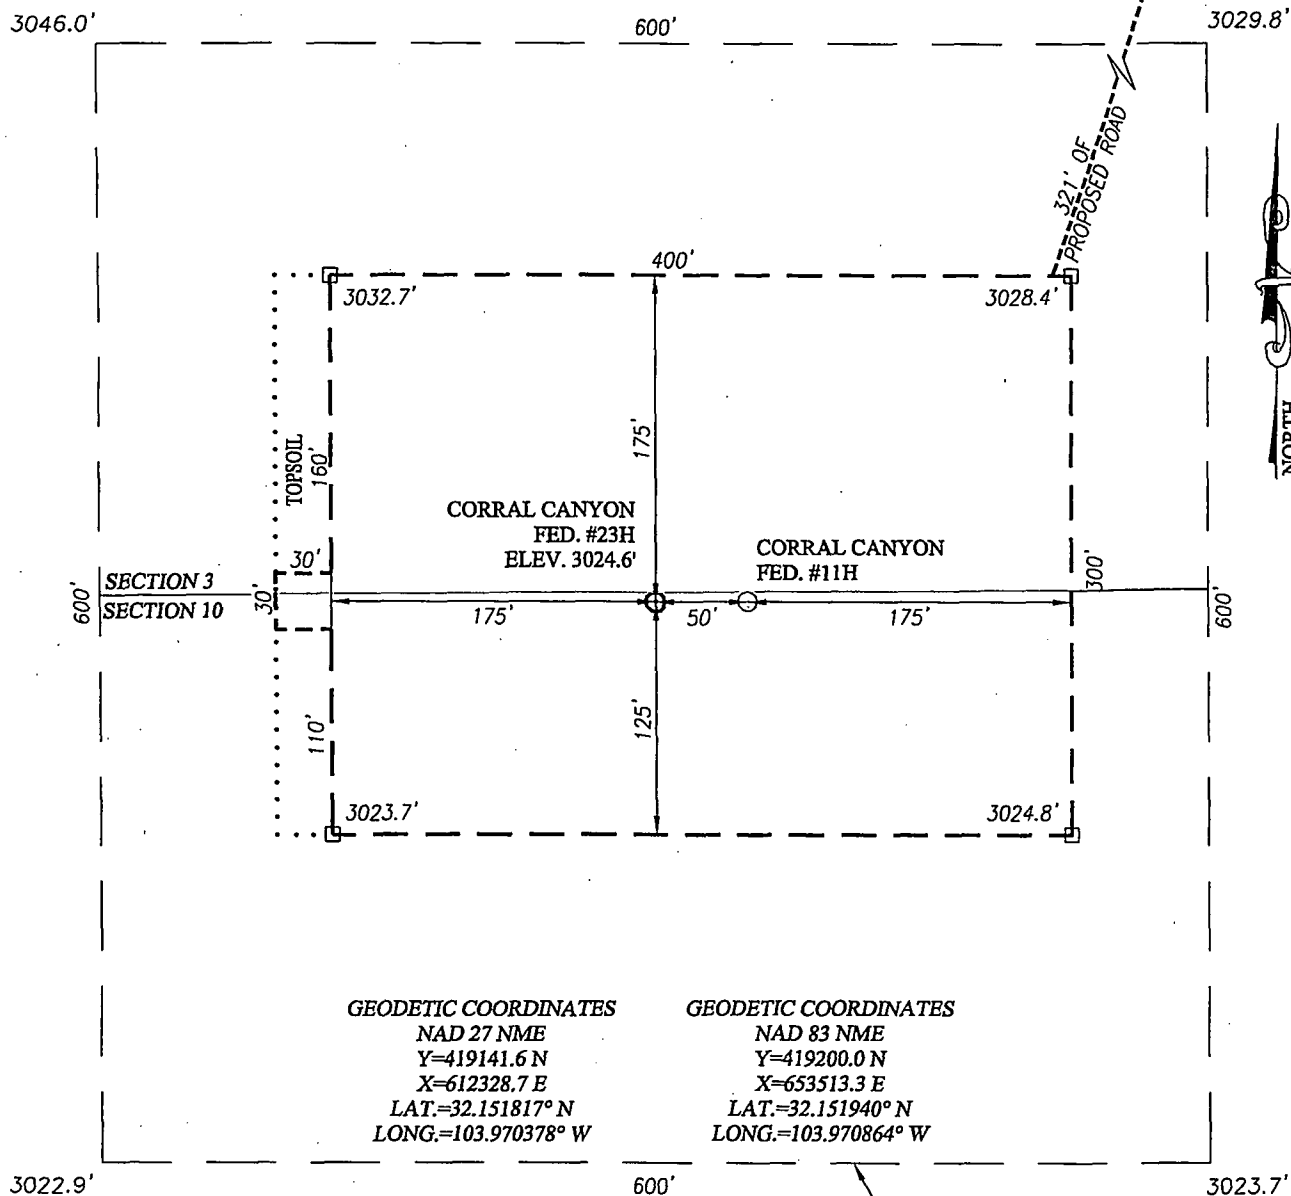 3046.0'
600'
3029.8'
321' OF
PROPOSED ROAD
400'
3032.7'
3028.4'
NORTH
TOPSOIL
160'
175'
CORRAL CANYON
FED. #23H
ELEV. 3024.6'
CORRAL CANYON
FED. #11H
30'
300'
SECTION 3
600'
SECTION 10
30'
175'
50'
175'
600'
110'
125'
3023.7'
3024.8'
GEODETIC COORDINATES
NAD 27 NME
Y=419141.6 N
X=612328.7 E
LAT.=32.151817° N
LONG.=103.970378° W
GEODETIC COORDINATES
NAD 83 NME
Y=419200.0 N
X=653513.3 E
LAT.=32.151940° N
LONG.=103.970864° W
3022.9'
600'
3023.7'